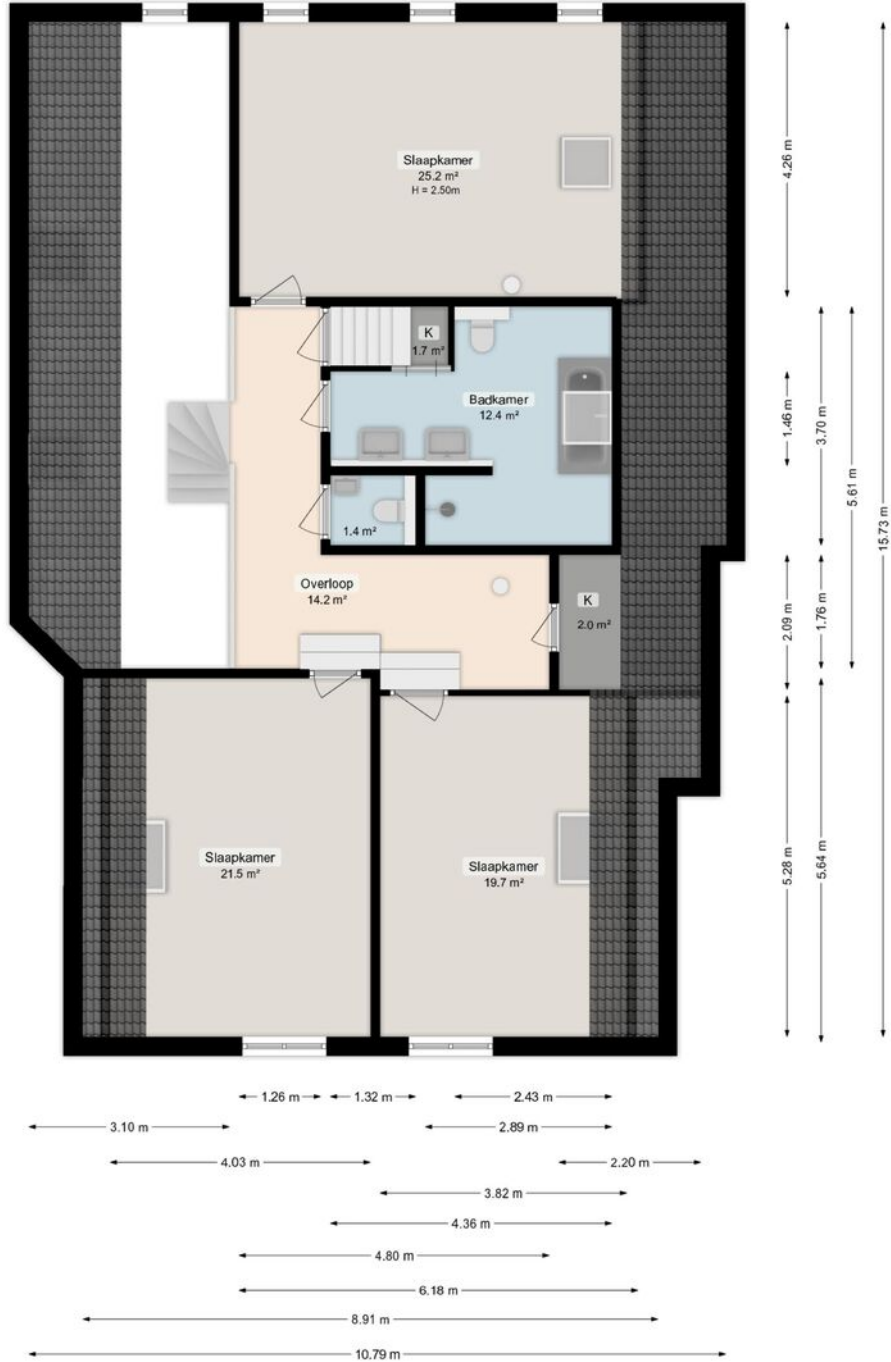 Slaapkamer
25.2 m²
H = 2.50m
K
1.7 m²
Badkamer
12.4 m²
1.4 m²
Overloop
14.2 m²
K
2.0 m²
Slaapkamer
21.5 m²
Slaapkamer
19.7 m²
4.26 m
1.46 m
3.70 m
5.61 m
15.73 m
2.09 m
1.76 m
5.28 m
5.64 m
1.26 m
1.32 m
2.43 m
3.10 m
2.89 m
4.03 m
2.20 m
3.82 m
4.36 m
4.80 m
6.18 m
8.91 m
10.79 m